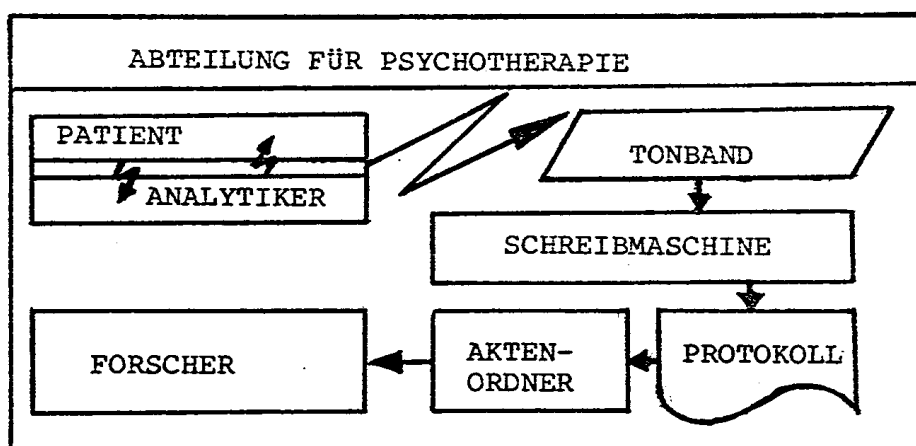 ABTEILUNG FÜR PSYCHOTHERAPIE
PATIENT
ANALYTIKER
TONBAND
SCHREIBMASCHINE
PROTOKOLL
AKTEN-
ORDNER
FORSCHER